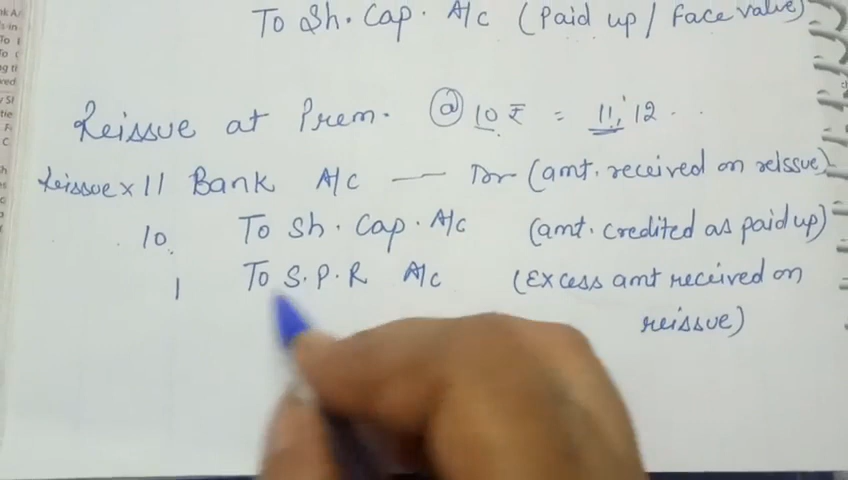 To Sh. Cap. A/c (Paid up / Face value)
Reissue at Prem. @ 10 ₹ = 11, 12 . .
Reissue x 11 Bank A/c — Dr (amt. received on reissue)
10 To Sh. Cap. A/c (amt. credited as paid up)
1 To S.P.R A/c (Excess amt received on
reissue)